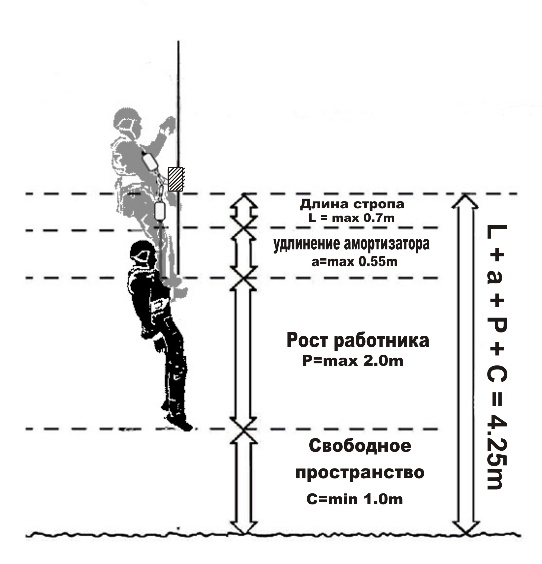 Длина стропа
L = max 0.7m
удлинение амортизатора
a=max 0.55m
Рост работника
P=max 2.0m
Свободное
пространство
C=min 1.0m
L + a + P + C = 4.25m